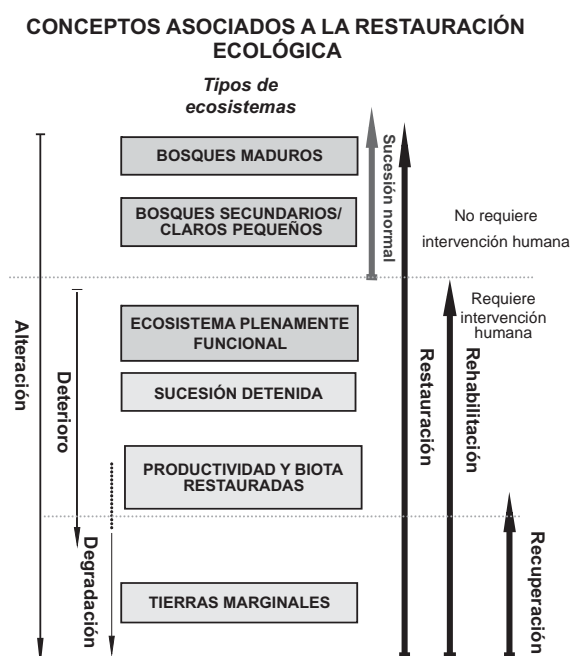 CONCEPTOS ASOCIADOS A LA RESTAURACIÓN
ECOLÓGICA
Tipos de
ecosistemas
BOSQUES MADUROS
BOSQUES SECUNDARIOS/
CLAROS PEQUEÑOS
Sucesión normal
No requiere
intervención humana
Requiere
intervención
humana
ECOSISTEMA PLENAMENTE
FUNCIONAL
SUCESIÓN DETENIDA
PRODUCTIVIDAD Y BIOTA
RESTAURADAS
TIERRAS MARGINALES
Alteración
Deterioro
Degradación
Restauración
Rehabilitación
Recuperación